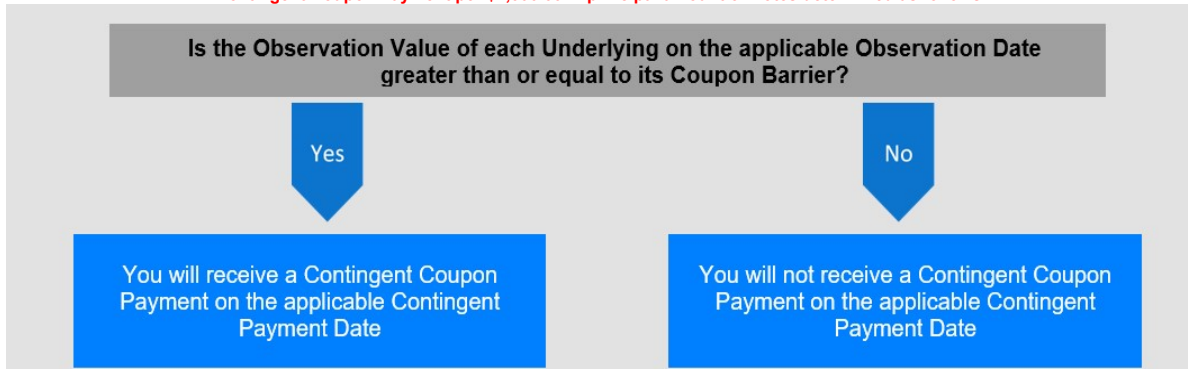 Is the Observation Value of each Underlying on the applicable Observation Date
greater than or equal to its Coupon Barrier?
Yes
No
You will receive a Contingent Coupon
Payment on the applicable Contingent
Payment Date
You will not receive a Contingent Coupon
Payment on the applicable Contingent
Payment Date